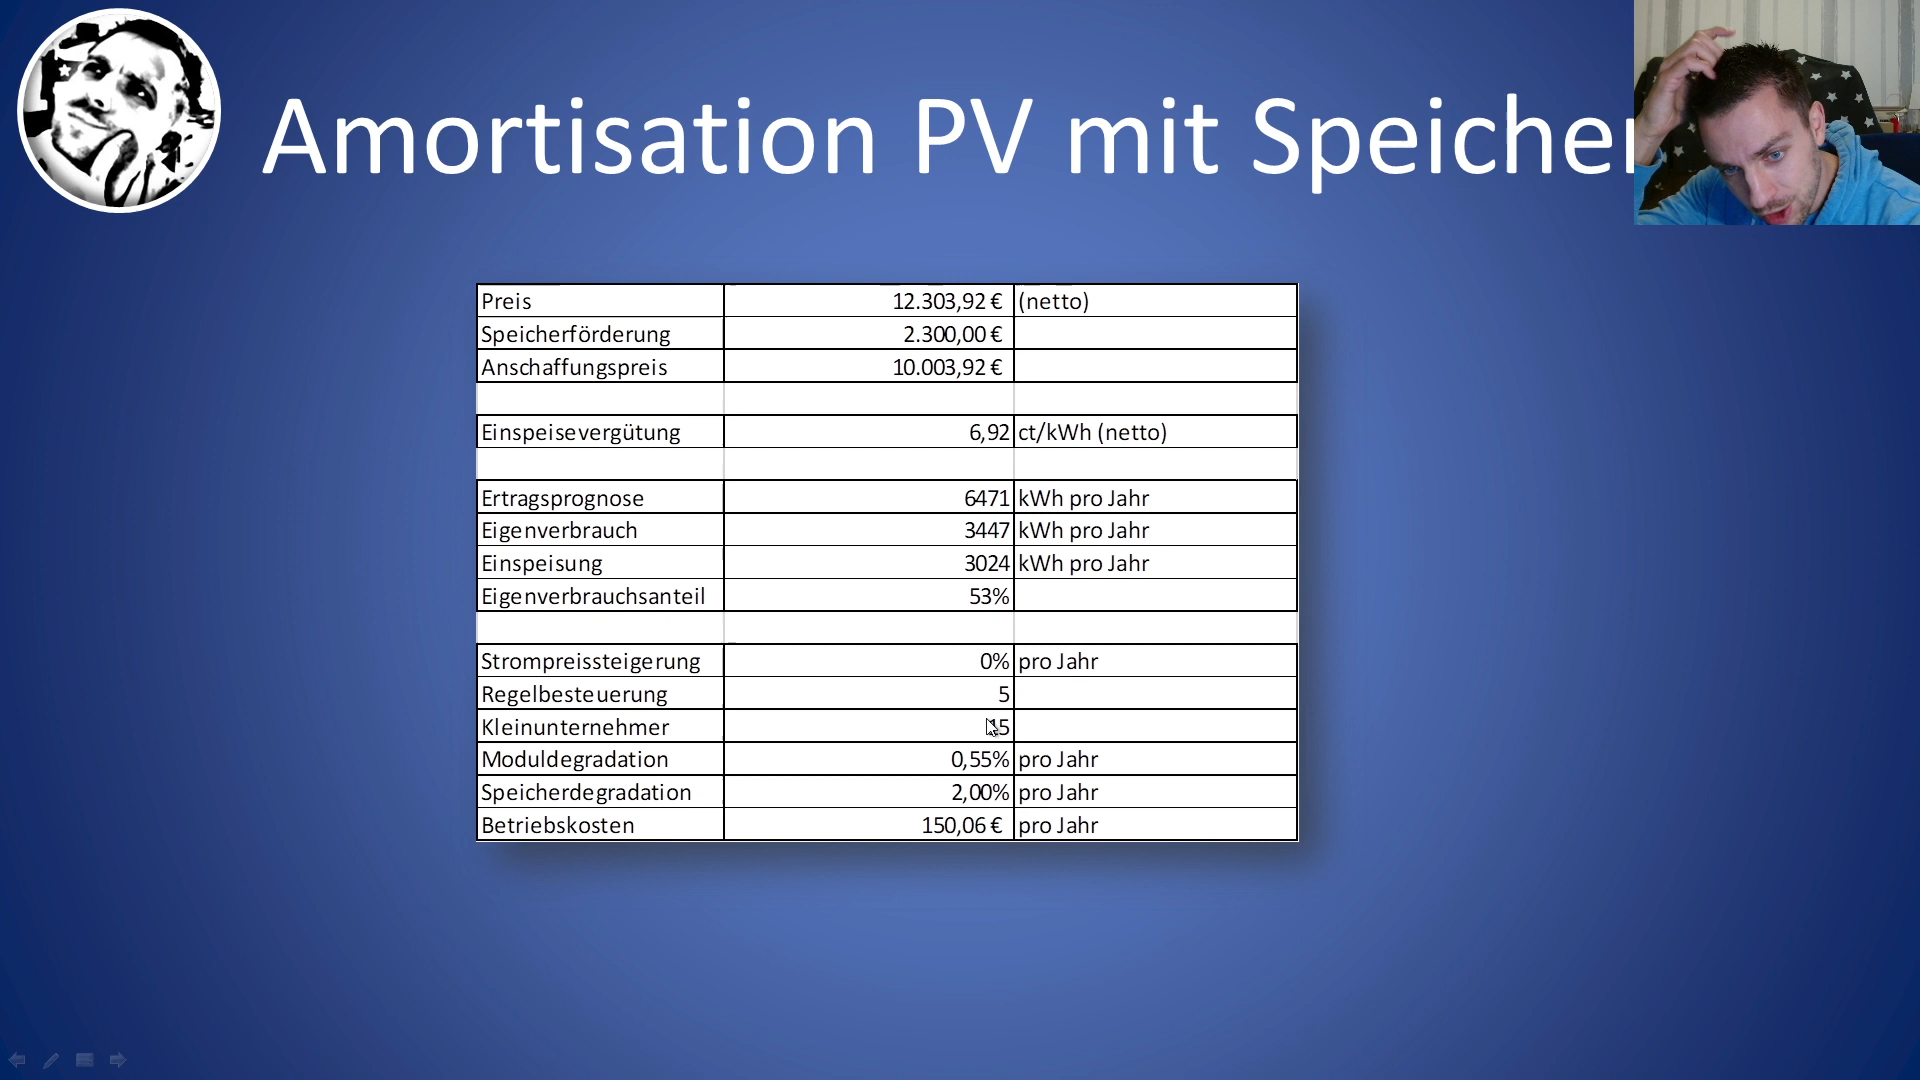 Amortisation PV mit Speicher
Preis 12.303,92 € (netto)
Speicherförderung 2.300,00 €
Anschaffungspreis 10.003,92 €
Einspeisevergütung 6,92 ct/kWh (netto)
Ertragsprognose 6471 kWh pro Jahr
Eigenverbrauch 3447 kWh pro Jahr
Einspeisung 3024 kWh pro Jahr
Eigenverbrauchsanteil 53%
Strompreissteigerung 0% pro Jahr
Regelbesteuerung 5
Kleinunternehmer 15
Moduldegradation 0,55% pro Jahr
Speicherdegradation 2,00% pro Jahr
Betriebskosten 150,06 € pro Jahr